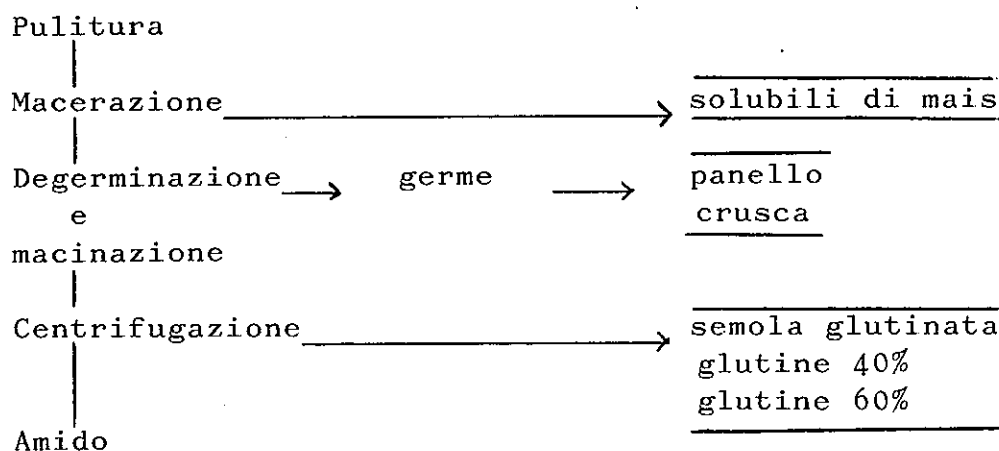 Pulitura
Macerazione solubili di mais
Degerminazione germe panello
e crusca
macinazione
Centrifugazione semola glutinata
glutine 40%
glutine 60%
Amido